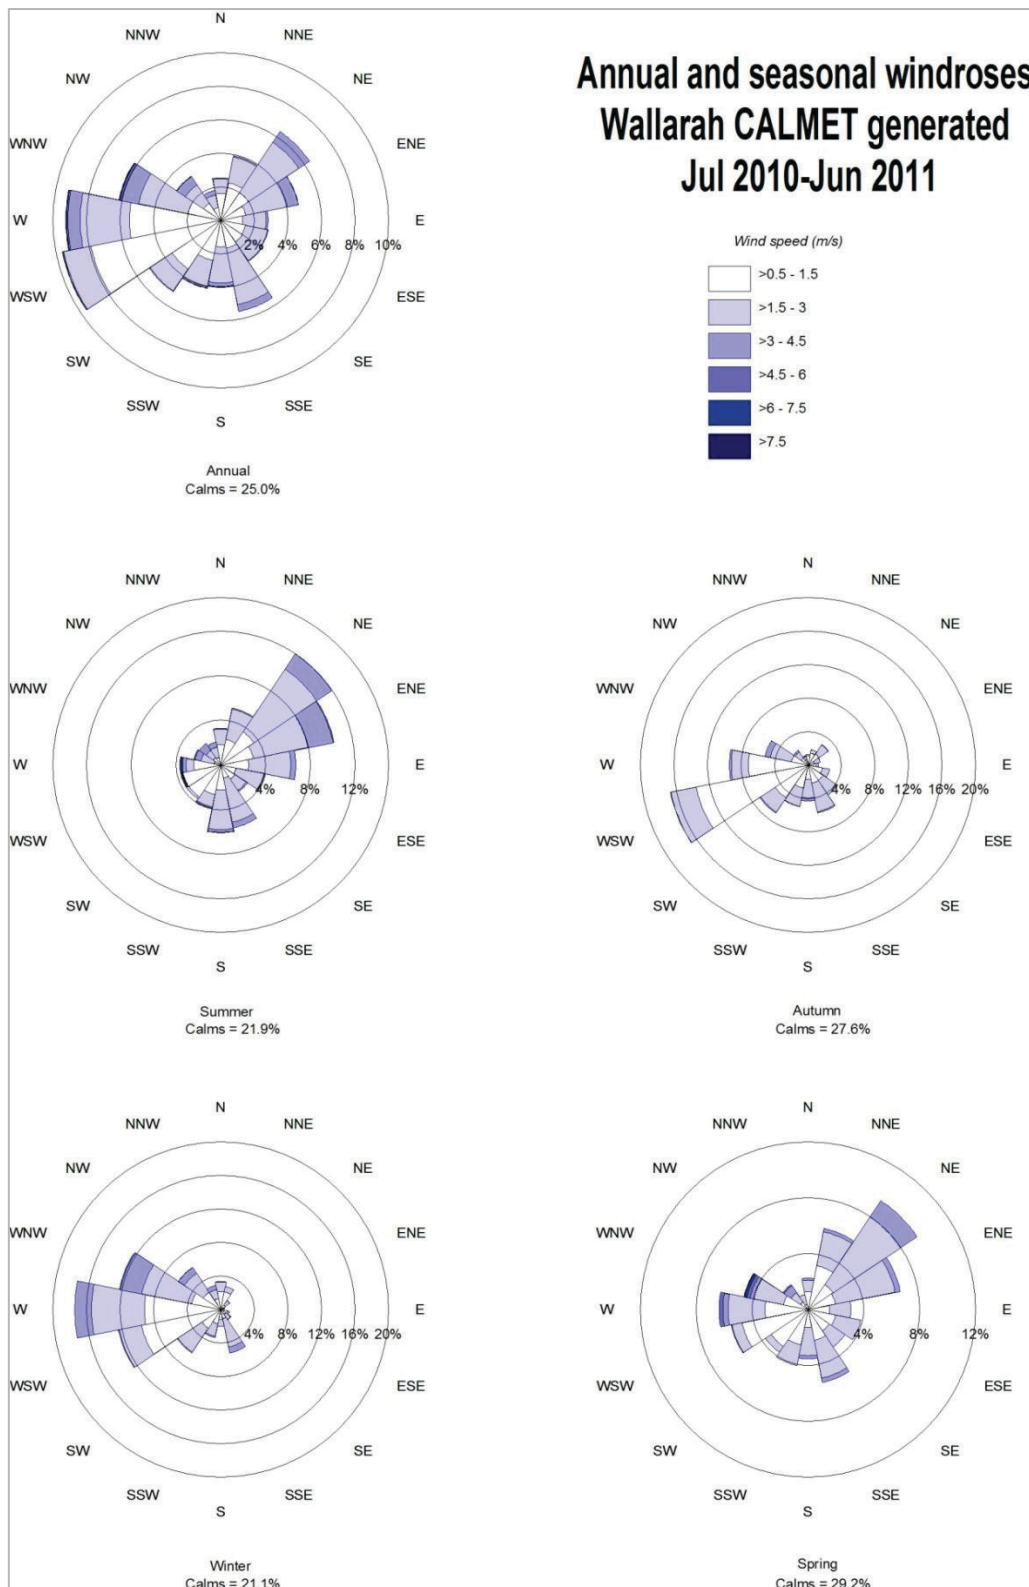 Annual and seasonal windroses
Wallarah CALMET generated
Jul 2010-Jun 2011
Wind speed (m/s)
>0.5 - 1.5
>1.5 - 3
>3 - 4.5
>4.5 - 6
>6 - 7.5
>7.5
N
NNW NNE
NW NE
WNW ENE
W E
2% 4% 6% 8% 10%
WSW ESE
SW SE
SSW SSE
S
Annual
Calms = 25.0%
N
NNW NNE
NW NE
WNW ENE
W E
4% 8% 12%
WSW ESE
SW SE
SSW SSE
S
Summer
Calms = 21.9%
N
NNW NNE
NW NE
WNW ENE
W E
4% 8% 12% 16% 20%
WSW ESE
SW SE
SSW SSE
S
Autumn
Calms = 27.6%
N
NNW NNE
NW NE
WNW ENE
W E
4% 8% 12% 16% 20%
WSW ESE
SW SE
SSW SSE
S
Winter
Calms = 21.1%
N
NNW NNE
NW NE
WNW ENE
W E
4% 8% 12%
WSW ESE
SW SE
SSW SSE
S
Spring
Calms = 29.2%